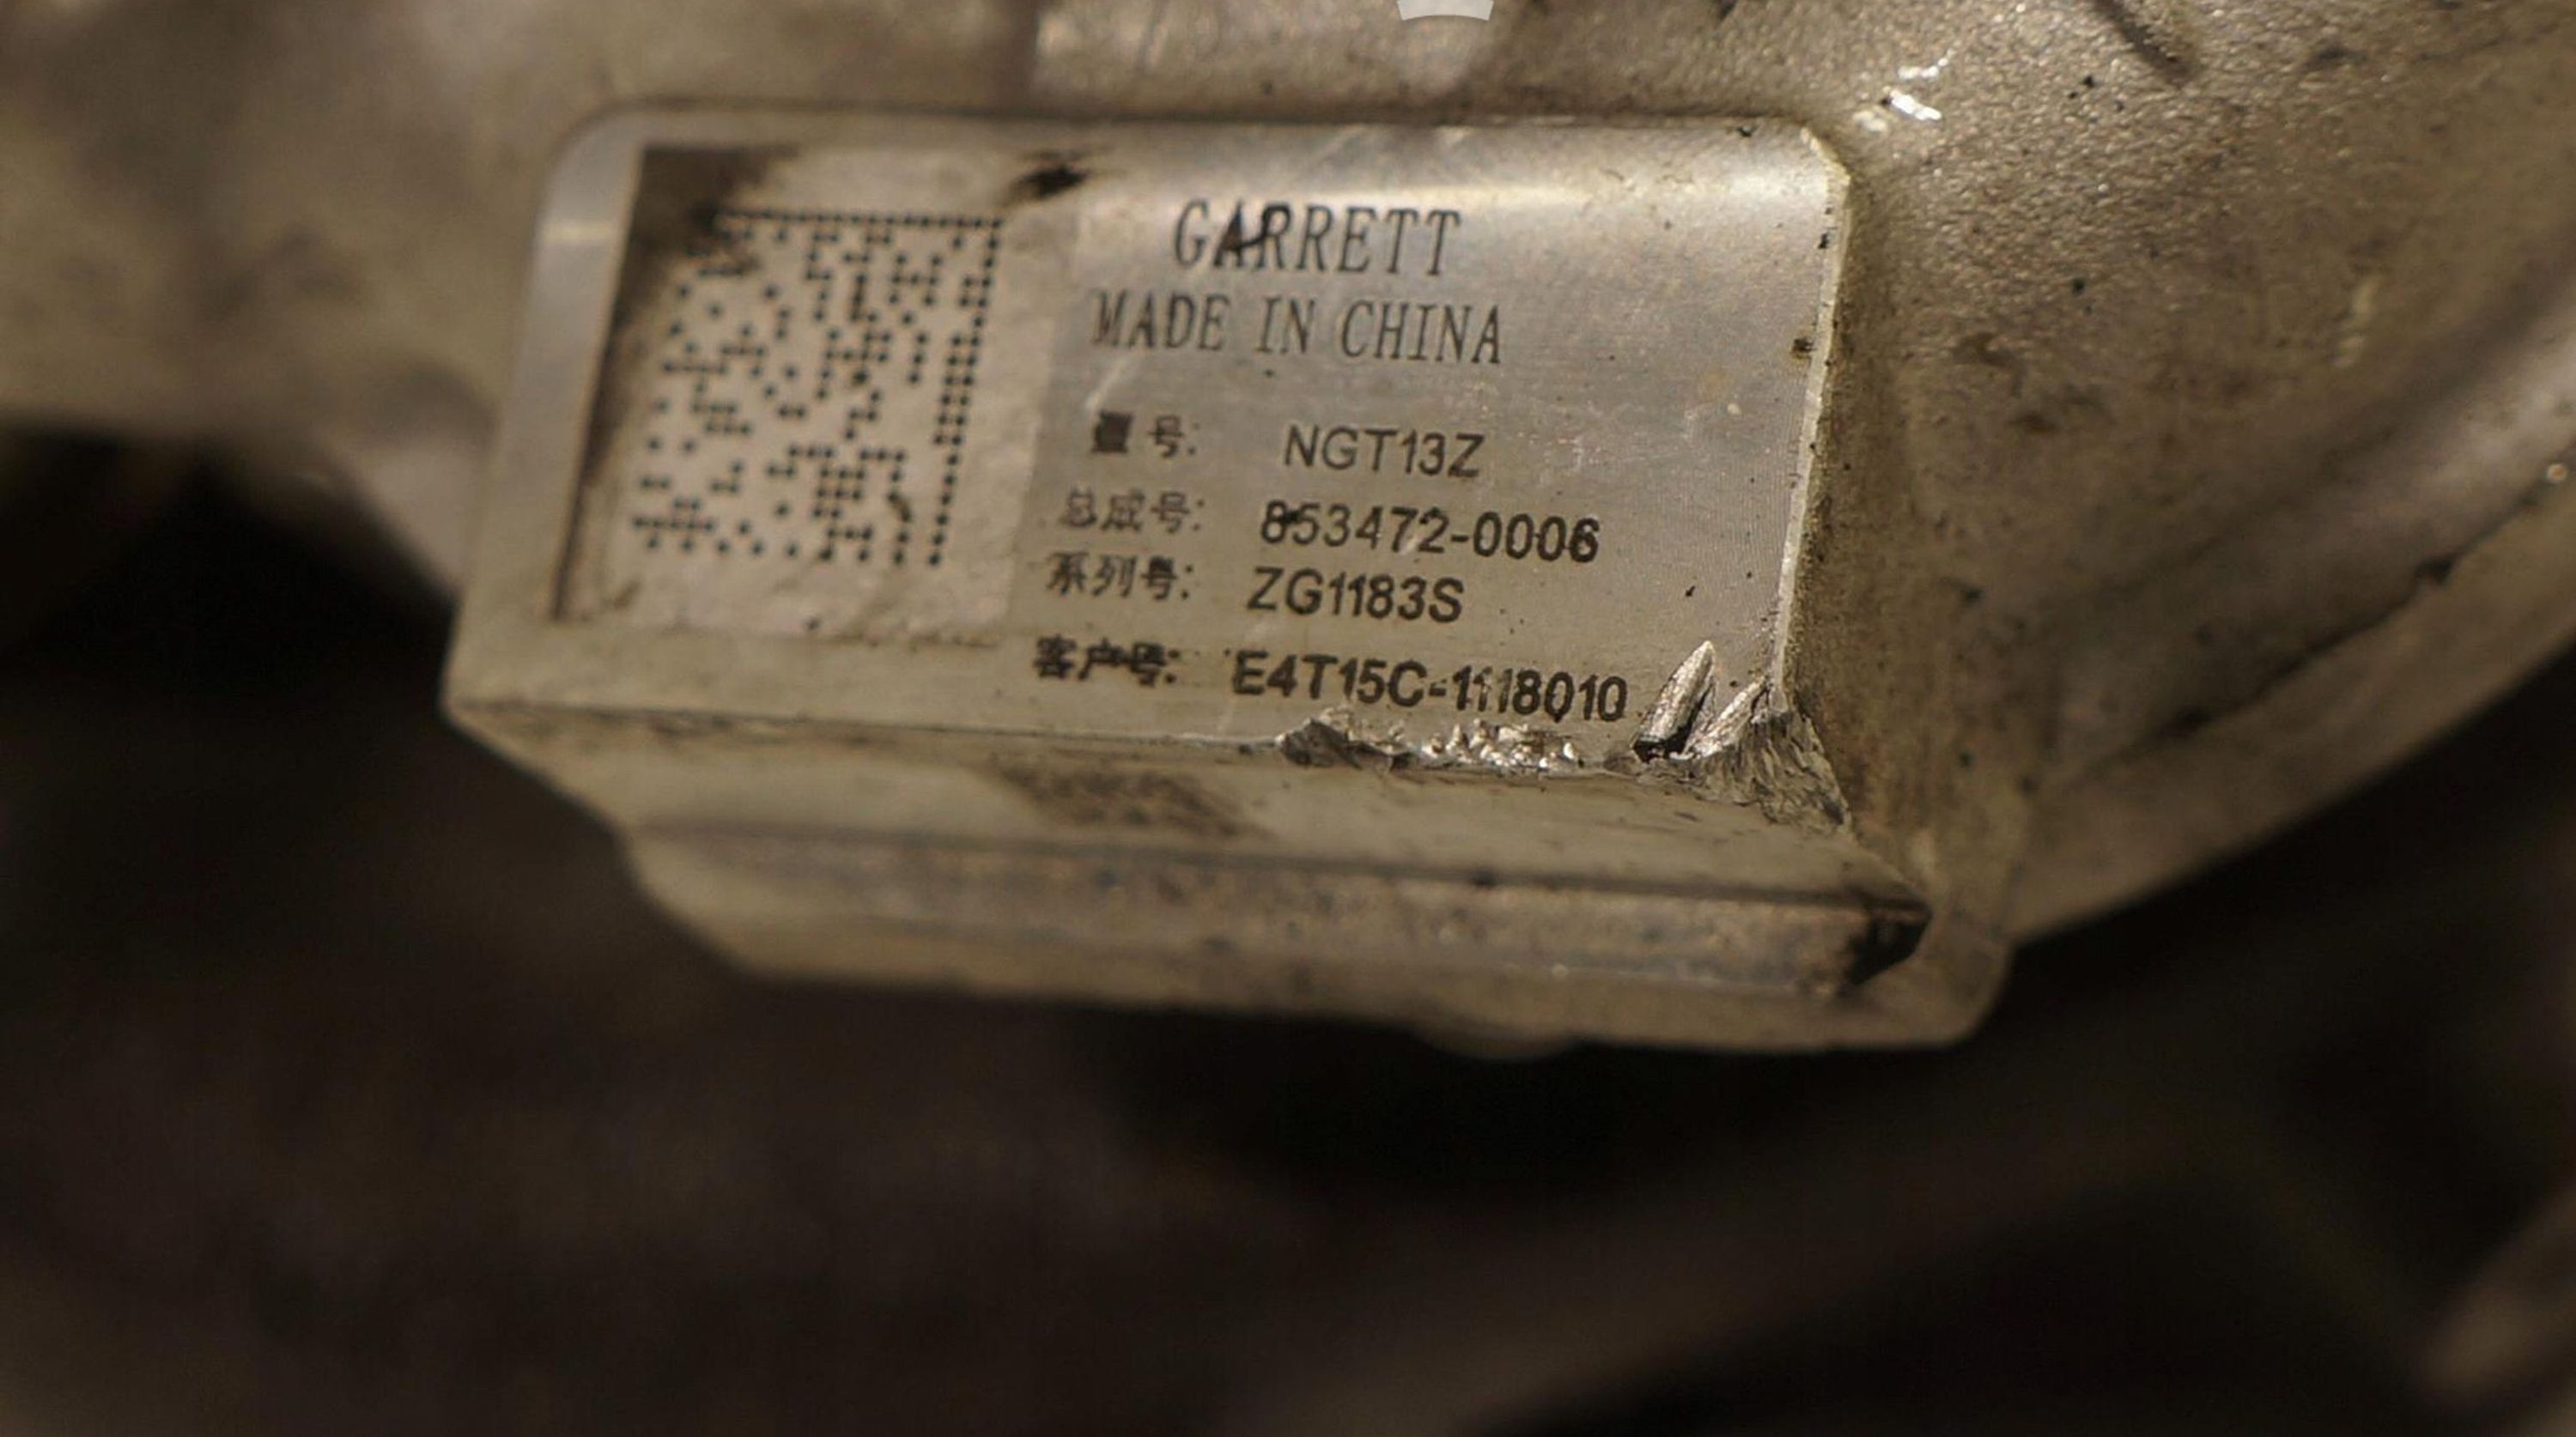 GARRETT
MADE IN CHINA
号: NGT13Z
总成号: 853472-0006
系列号: ZG1183S
客户号: E4T15C-1118010